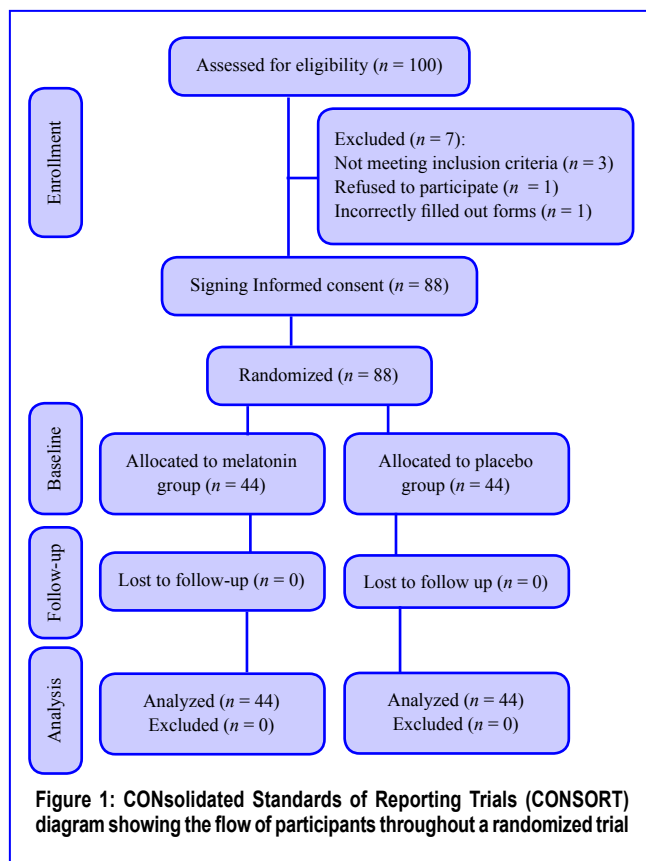 Enrollment
Assessed for eligibility (n = 100)
Excluded (n = 7):
Not meeting inclusion criteria (n = 3)
Refused to participate (n = 1)
Incorrectly filled out forms (n = 1)
Signing Informed consent (n = 88)
Randomized (n = 88)
Baseline
Allocated to melatonin
group (n = 44)
Allocated to placebo
group (n = 44)
Follow-up
Lost to follow-up (n = 0)
Lost to follow up (n = 0)
Analysis
Analyzed (n = 44)
Excluded (n = 0)
Analyzed (n = 44)
Excluded (n = 0)
Figure 1: CONsolidated Standards of Reporting Trials (CONSORT)
diagram showing the flow of participants throughout a randomized trial